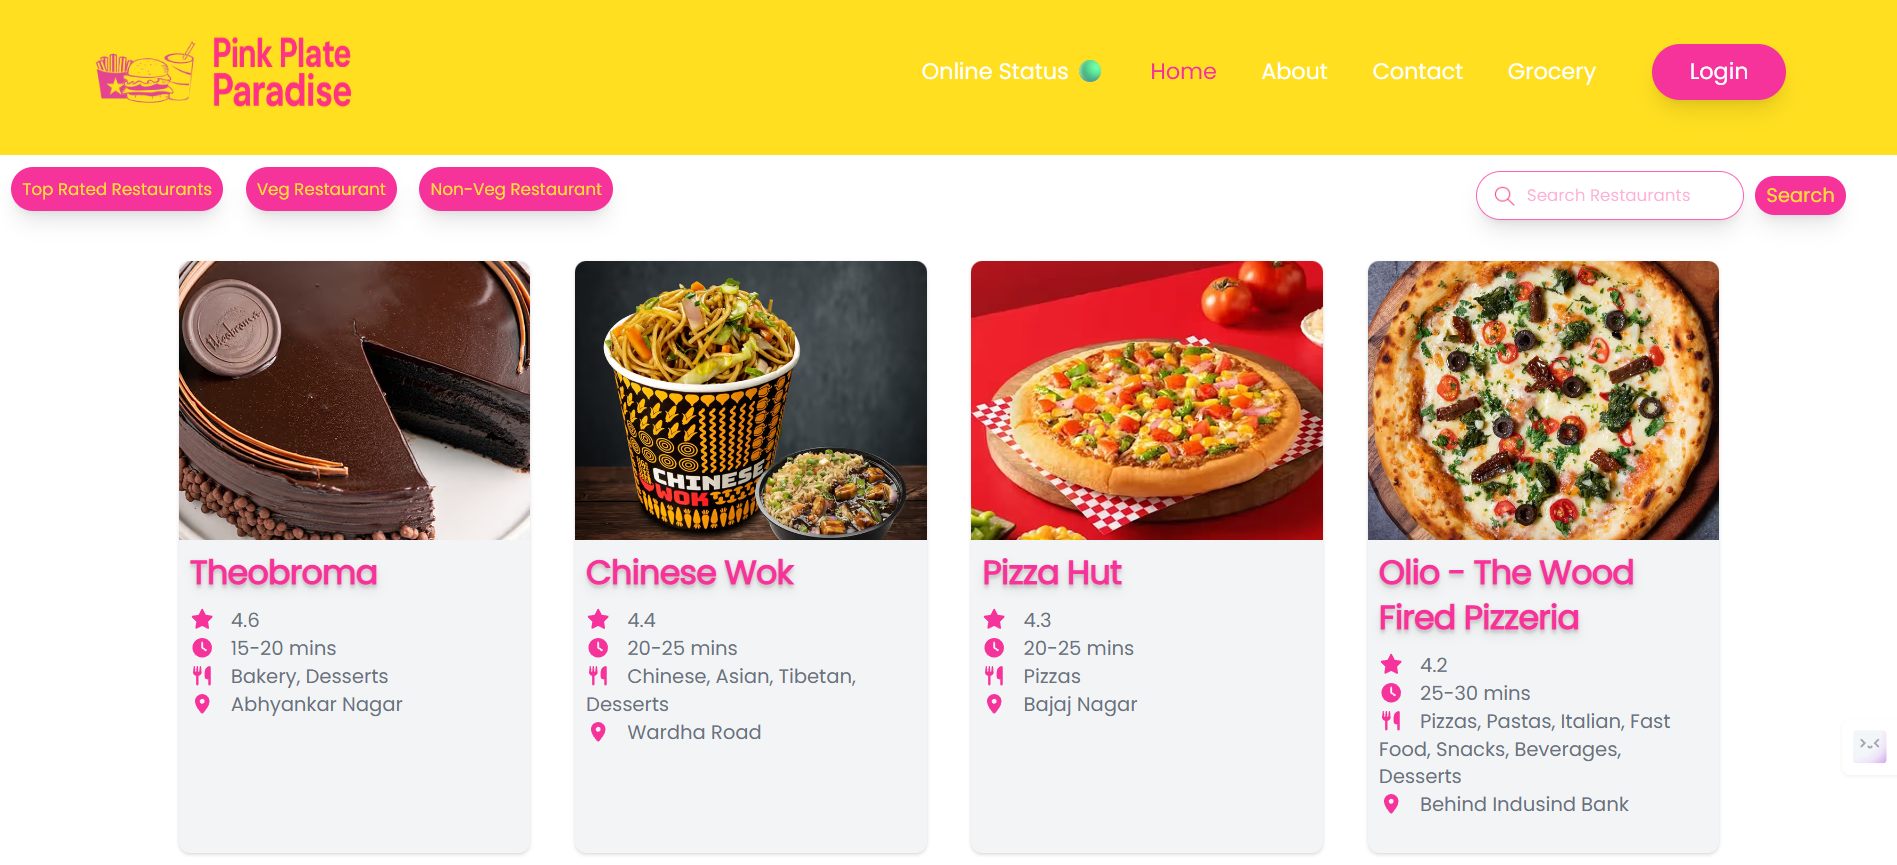 Pink Plate
Paradise
Online Status
Home
About
Contact
Grocery
Login
Top Rated Restaurants
Veg Restaurant
Non-Veg Restaurant
Search Restaurants
Search
Theobroma
CHINESE
WOK
Theobroma
4.6
15-20 mins
Bakery, Desserts
Abhyankar Nagar
Chinese Wok
4.4
20-25 mins
Chinese, Asian, Tibetan,
Desserts
Wardha Road
Pizza Hut
4.3
20-25 mins
Pizzas
Bajaj Nagar
Olio - The Wood
Fired Pizzeria
4.2
25-30 mins
Pizzas, Pastas, Italian, Fast
Food, Snacks, Beverages,
Desserts
Behind Indusind Bank